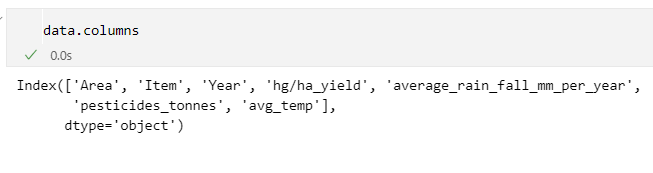 data.columns
0.0s
Index(['Area', 'Item', 'Year', 'hg/ha_yield', 'average_rain_fall_mm_per_year',
'pesticides_tonnes', 'avg_temp'],
dtype='object')